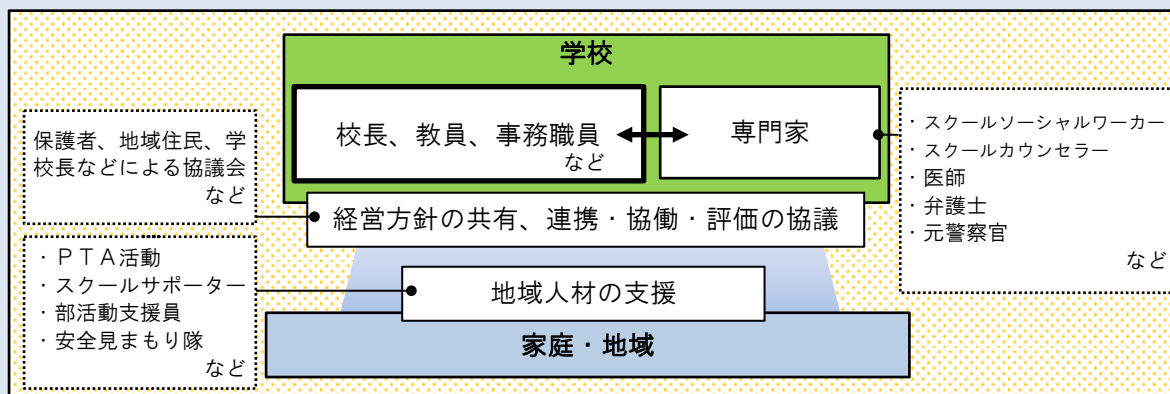 学校
校長、教員、事務職員
など
専門家
保護者、地域住民、学
校長などによる協議会
など
・スクールソーシャルワーカー
・スクールカウンセラー
・医師
・弁護士
・元警察官
など
経営方針の共有、連携・協働・評価の協議
・ＰＴＡ活動
・スクールサポーター
・部活動支援員
・安全見まもり隊
など
地域人材の支援
家庭・地域